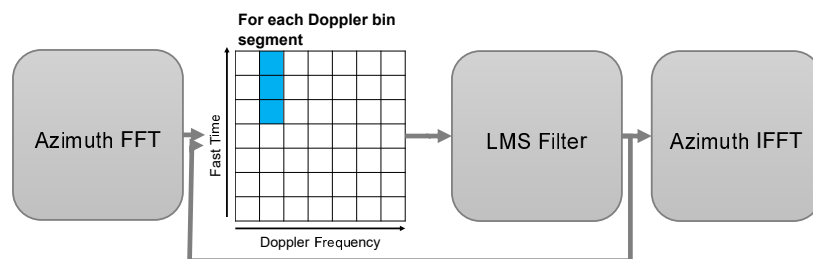 For each Doppler bin
segment
Azimuth FFT
Fast Time
Doppler Frequency
LMS Filter
Azimuth IFFT